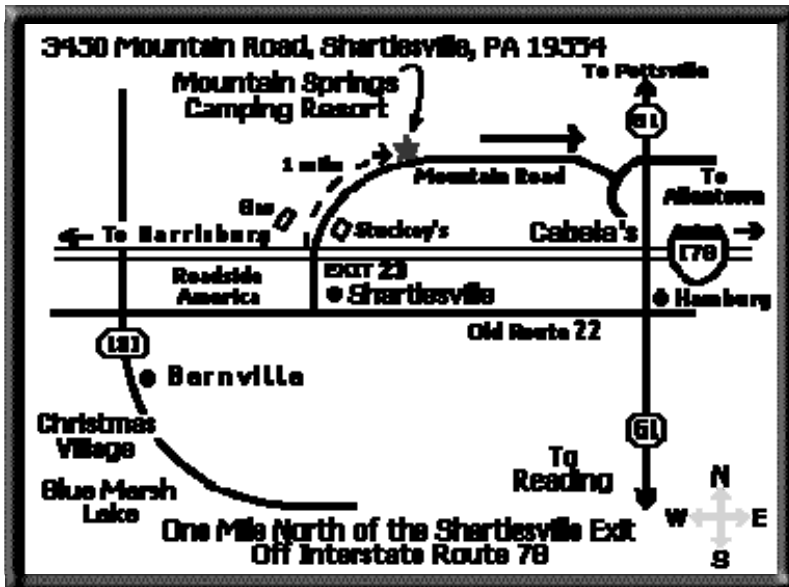 3450 Mountain Road, Shartlesville, PA 19554
To Pottsville
Mountain Springs
Camping Resort
61
1 mile
Mountain Road
To
Allentown
Gas
Stuckey's
Cabela's
To Harrisburg
I78
Roadside
America
EXIT 23
Shartlesville
Hamburg
Old Route 22
183
Bernville
Christmas
Village
61
To
Reading
Blue Marsh
Lake
N
W E
S
One Mile North of the Shartlesville Exit
Off Interstate Route 78